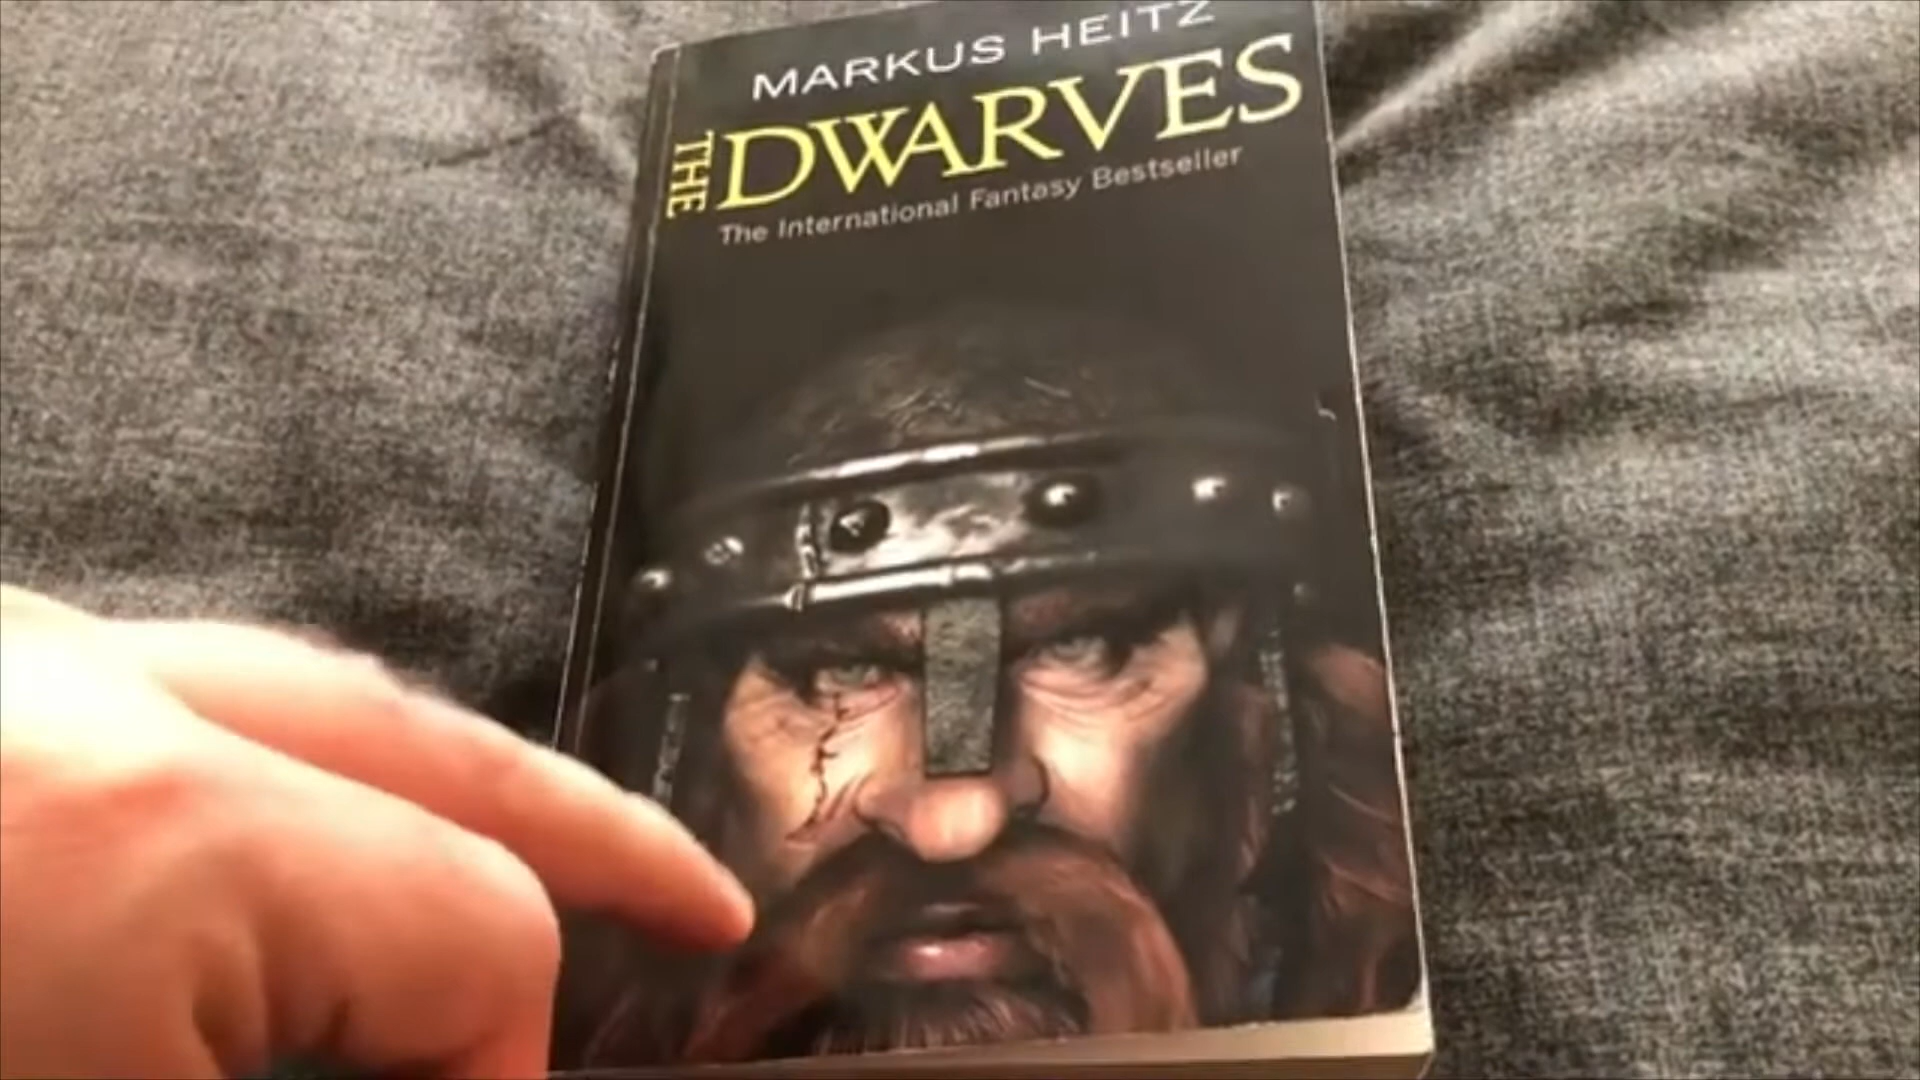 MARKUS HEITZ
THE DWARVES
The International Fantasy Bestseller